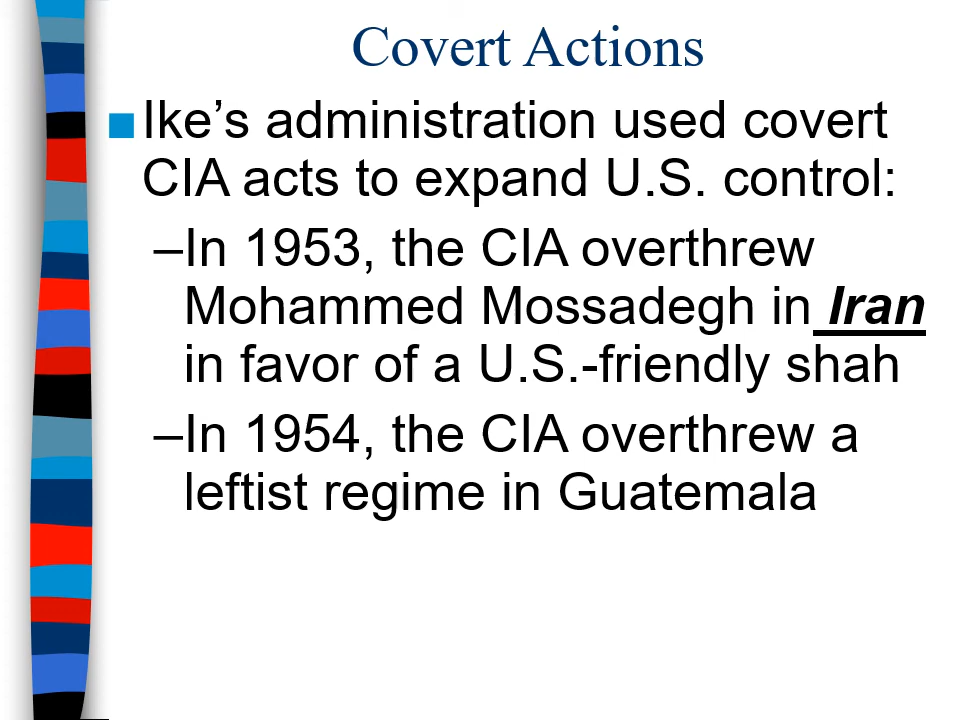 Covert Actions
■Ike’s administration used covert
CIA acts to expand U.S. control:
–In 1953, the CIA overthrew
Mohammed Mossadegh in Iran
in favor of a U.S.-friendly shah
–In 1954, the CIA overthrew a
leftist regime in Guatemala